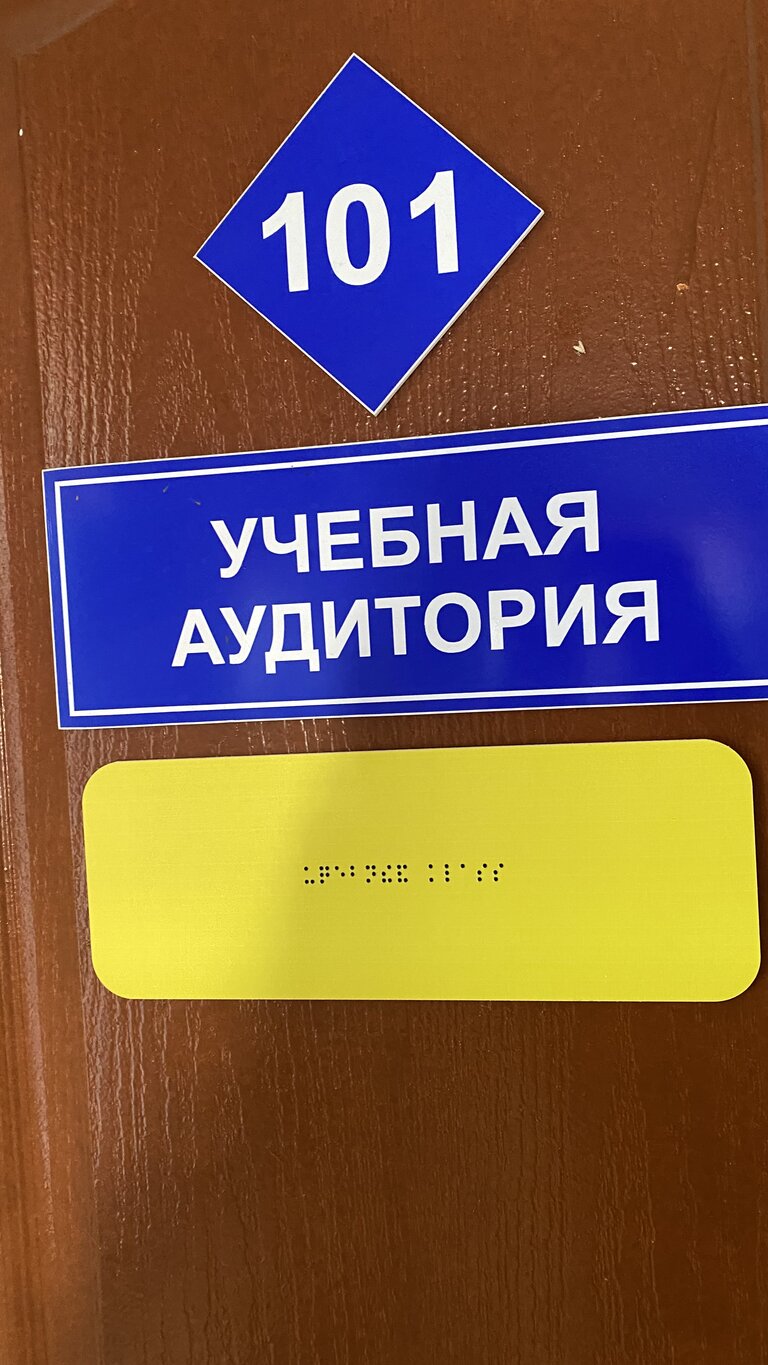 101
УЧЕБНАЯ
АУДИТОРИЯ
⠥⠟⠑⠃⠝⠮⠯ ⠅⠇⠁⠎⠎